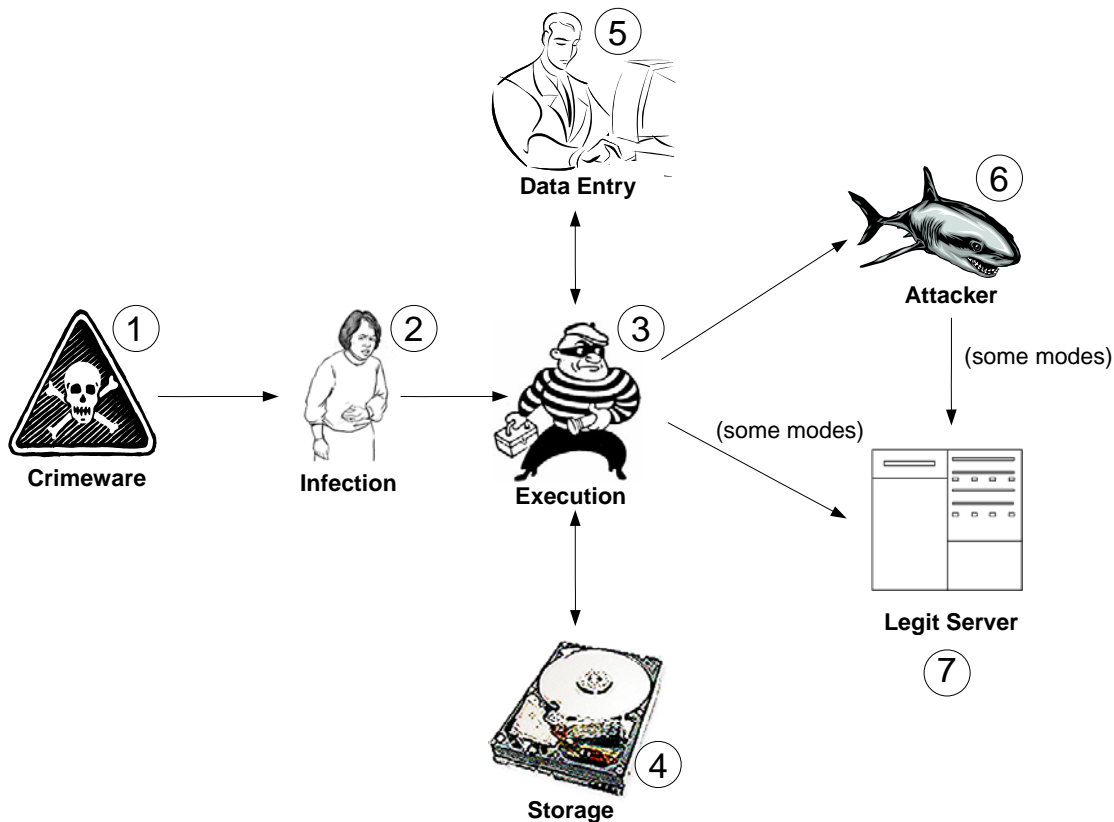 5
Data Entry
6
Attacker
(some modes)
1
Crimeware
2
Infection
3
Execution
(some modes)
Legit Server
7
4
Storage